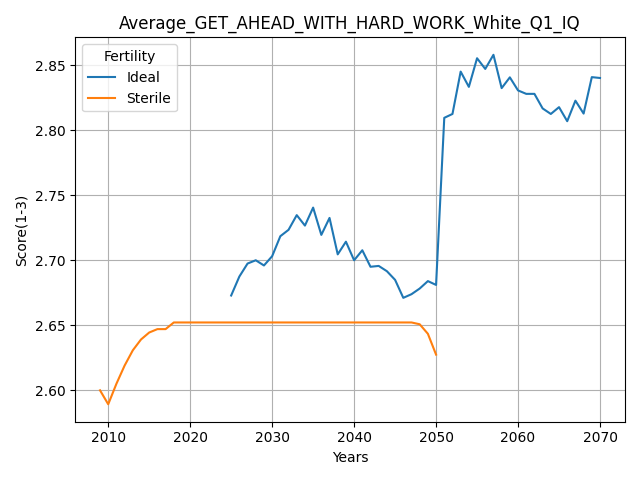 Average_GET_AHEAD_WITH_HARD_WORK_White_Q1_IQ
Fertility
Ideal
Sterile
Score(1-3)
2.85
2.80
2.75
2.70
2.65
2.60
2010 2020 2030 2040 2050 2060 2070
Years